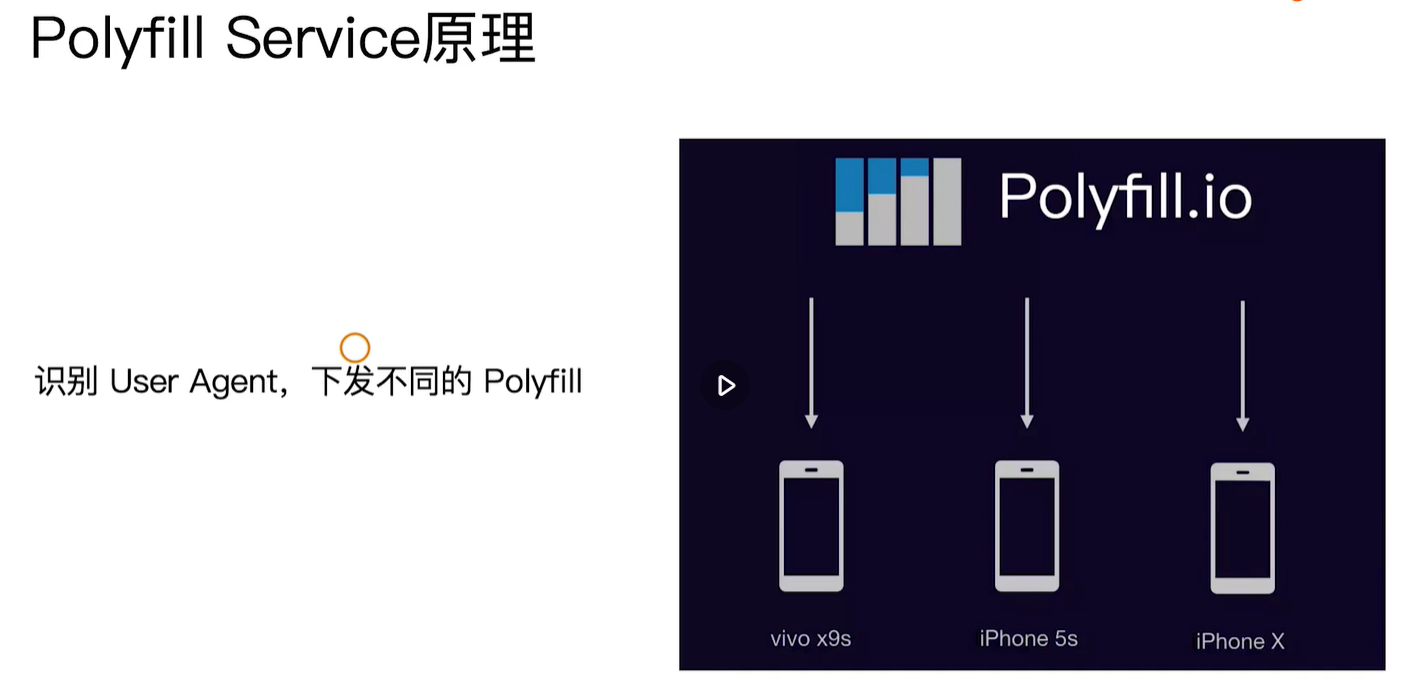 Polyfill Service原理
识别 User Agent，下发不同的 Polyfill
Polyfill.io
vivo x9s
iPhone 5s
iPhone X